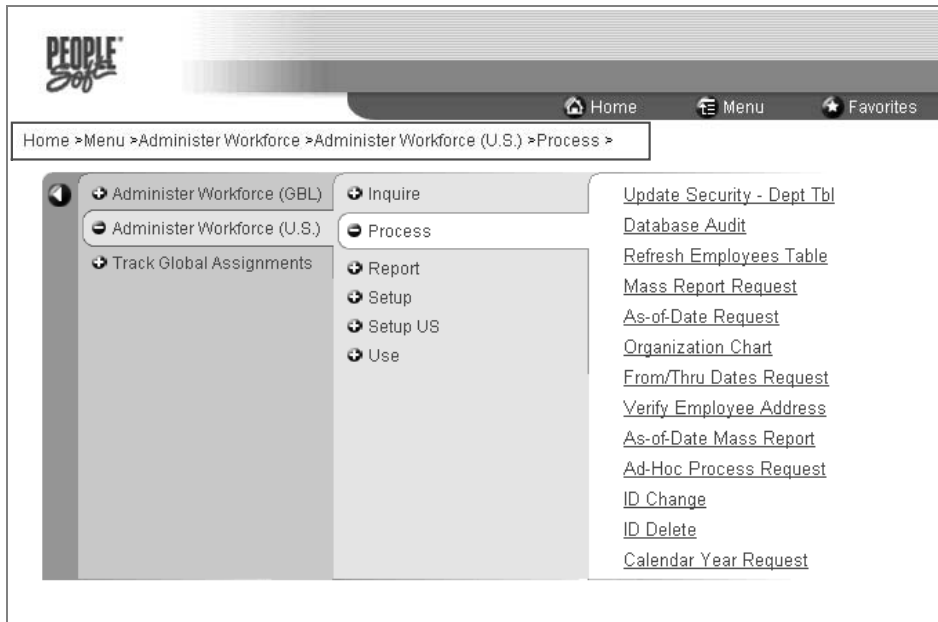 PEOPLE
Soft
Home Menu Favorites
Home >Menu >Administer Workforce >Administer Workforce (U.S.) >Process >
Administer Workforce (GBL)
Administer Workforce (U.S.)
Track Global Assignments
Inquire
Process
Report
Setup
Setup US
Use
Update Security - Dept Tbl
Database Audit
Refresh Employees Table
Mass Report Request
As-of-Date Request
Organization Chart
From/Thru Dates Request
Verify Employee Address
As-of-Date Mass Report
Ad-Hoc Process Request
ID Change
ID Delete
Calendar Year Request